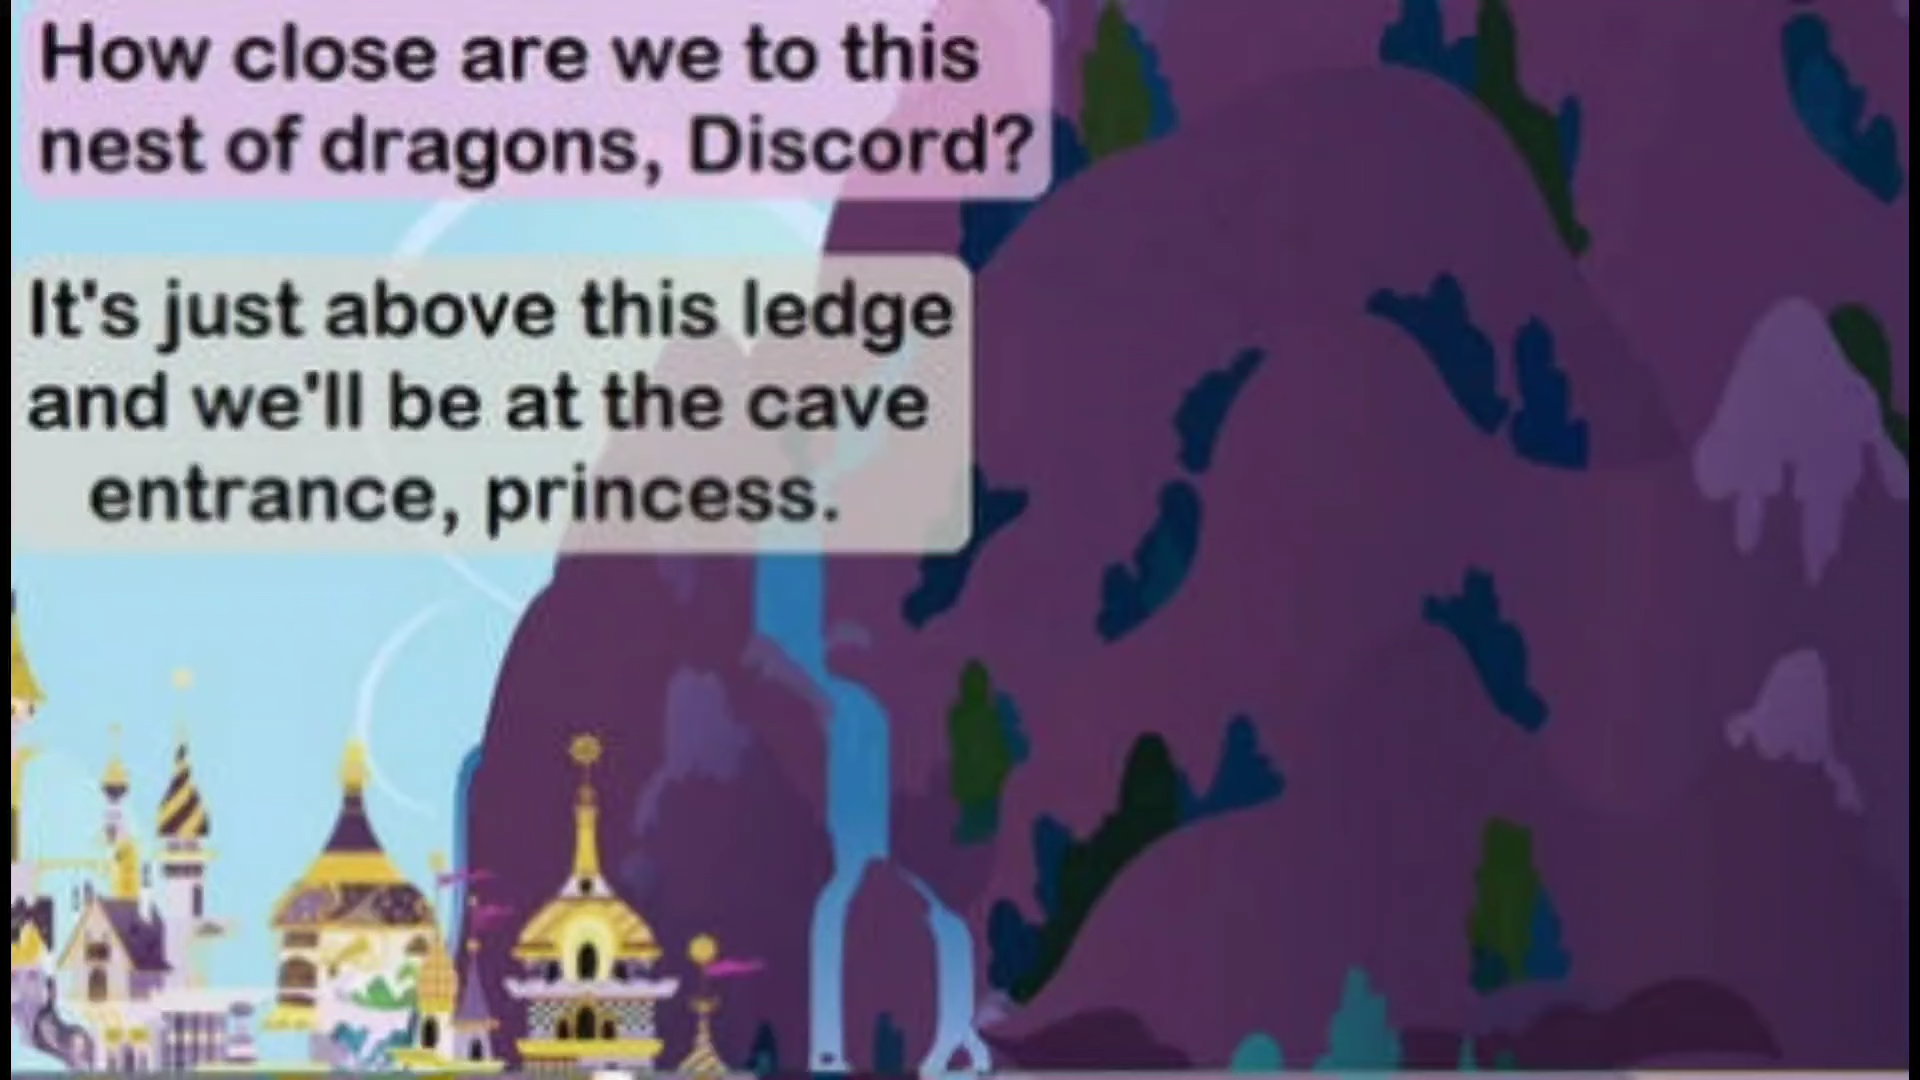 How close are we to this
nest of dragons, Discord?
It's just above this ledge
and we'll be at the cave
entrance, princess.